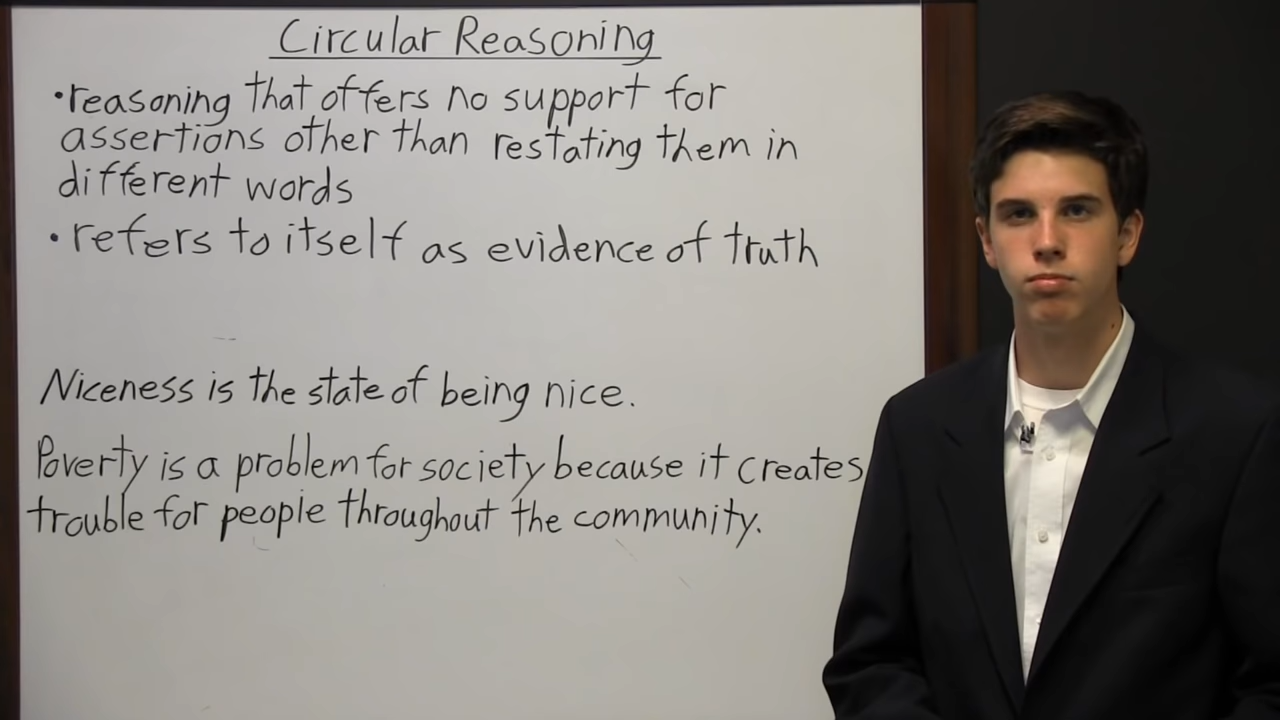 Circular Reasoning
•reasoning that offers no support for
assertions other than restating them in
different words
•refers to itself as evidence of truth
Niceness is the state of being nice.
Poverty is a problem for society because it creates
trouble for people throughout the community.